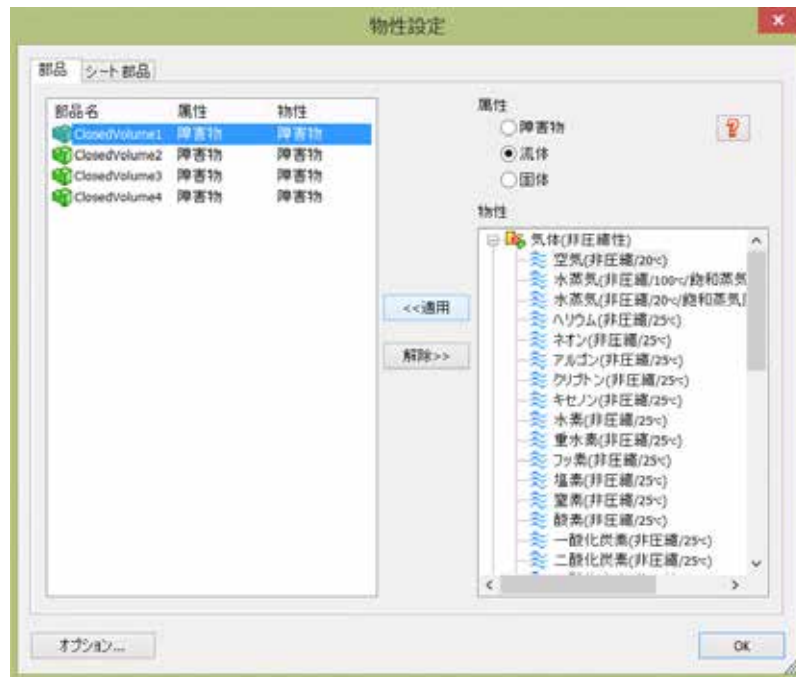 物性設定
部品
シート部品
部品名 属性 物性
ClosedVolume1 障害物 障害物
ClosedVolume2 障害物 障害物
ClosedVolume3 障害物 障害物
ClosedVolume4 障害物 障害物
<<適用
解除>>
属性
障害物
流体
固体
物性
気体(非圧縮性)
空気(非圧縮/20℃)
水蒸気(非圧縮/100℃/飽和蒸気
水蒸気(非圧縮/20℃/飽和蒸気
ヘリウム(非圧縮/25℃)
ネオン(非圧縮/25℃)
アルゴン(非圧縮/25℃)
クリプトン(非圧縮/25℃)
キセノン(非圧縮/25℃)
水素(非圧縮/25℃)
重水素(非圧縮/25℃)
フッ素(非圧縮/25℃)
塩素(非圧縮/25℃)
窒素(非圧縮/25℃)
酸素(非圧縮/25℃)
一酸化炭素(非圧縮/25℃)
二酸化炭素(非圧縮/25℃)
オプション...
OK